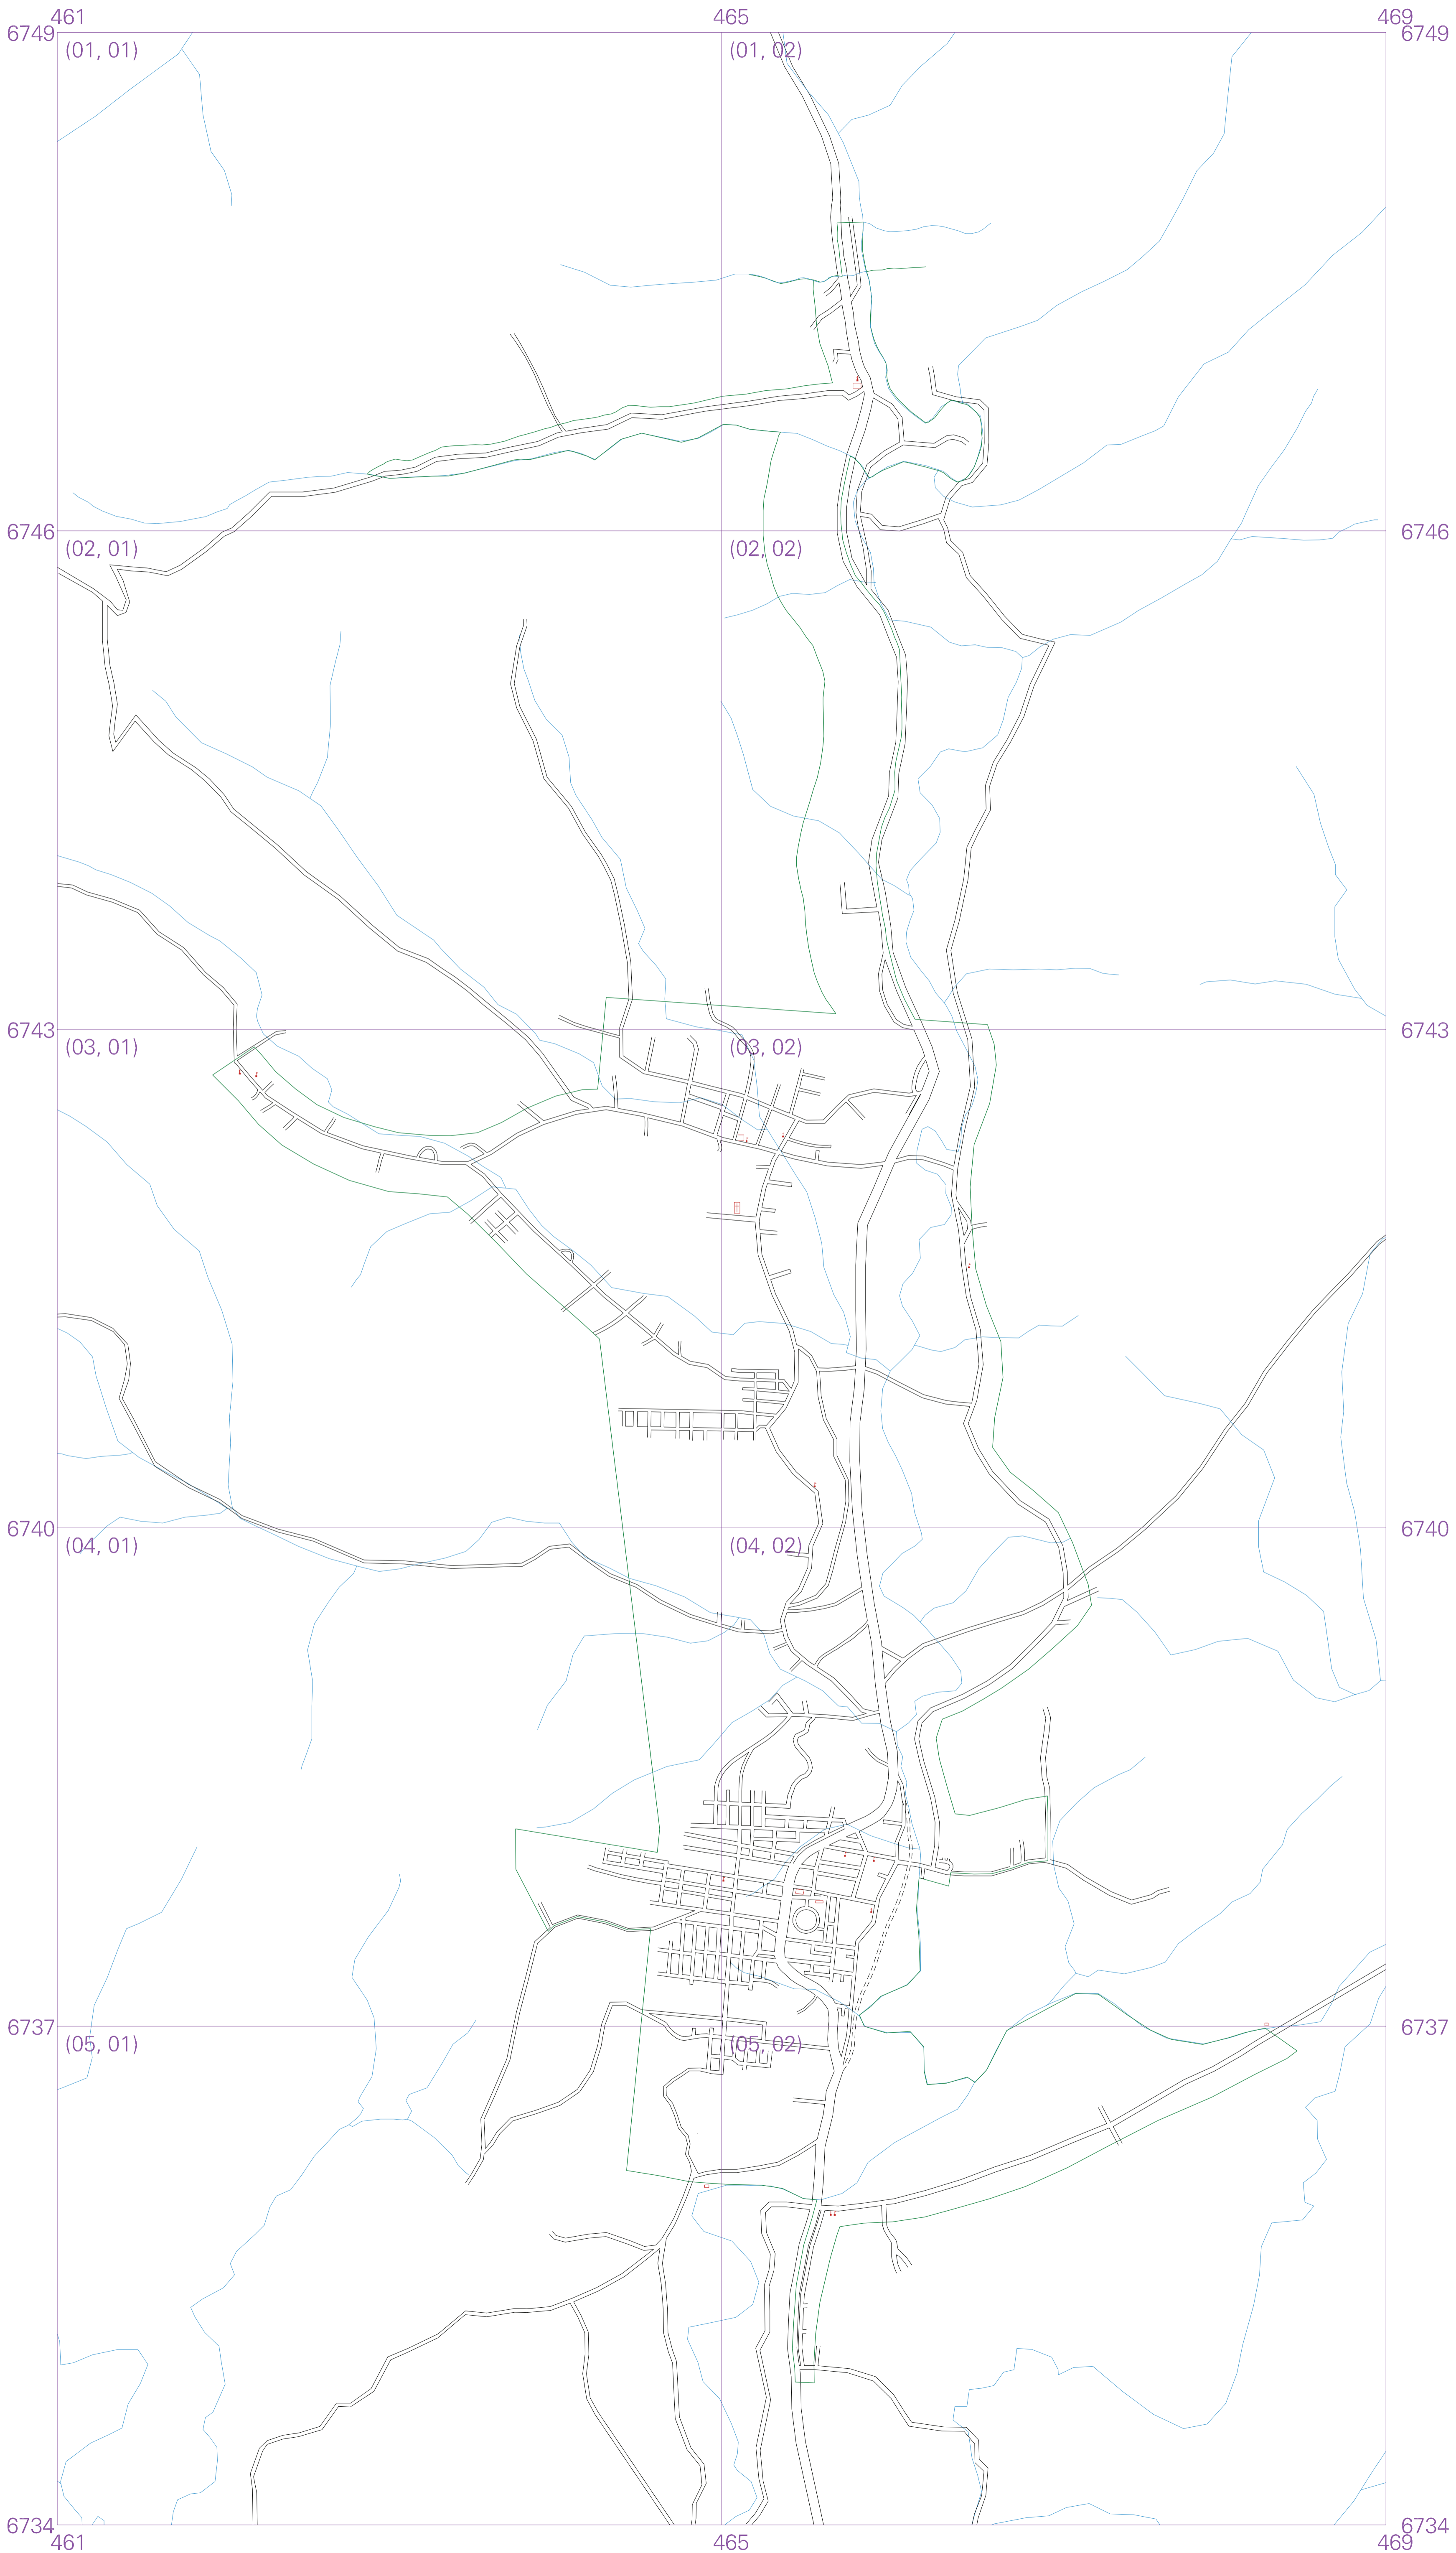 461 465 469
6749 6749
(01, 01) (01, 02)
6746 6746
(02, 01) (02, 02)
6743 6743
(03, 01) (03, 02)
6740 6740
(04, 01) (04, 02)
6737 6737
(05, 01) (05, 02)
6734 6734
461 465 469